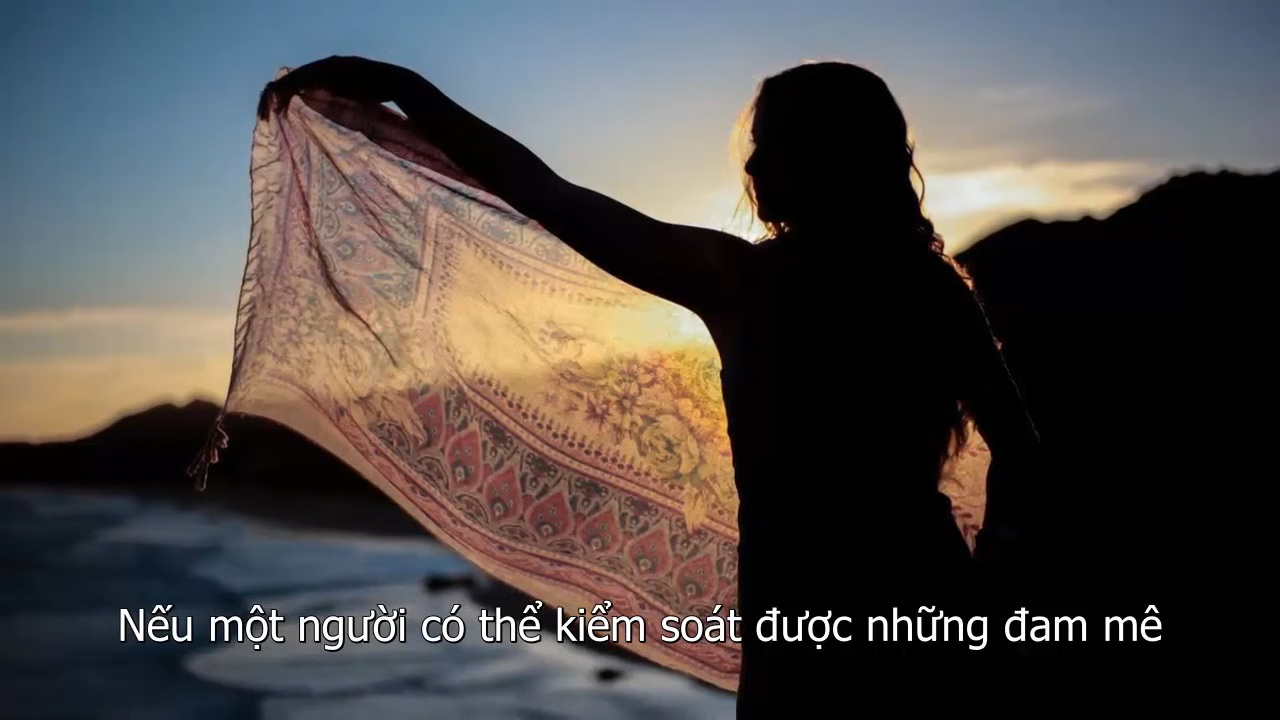 Nếu một người có thể kiểm soát được những đam mê